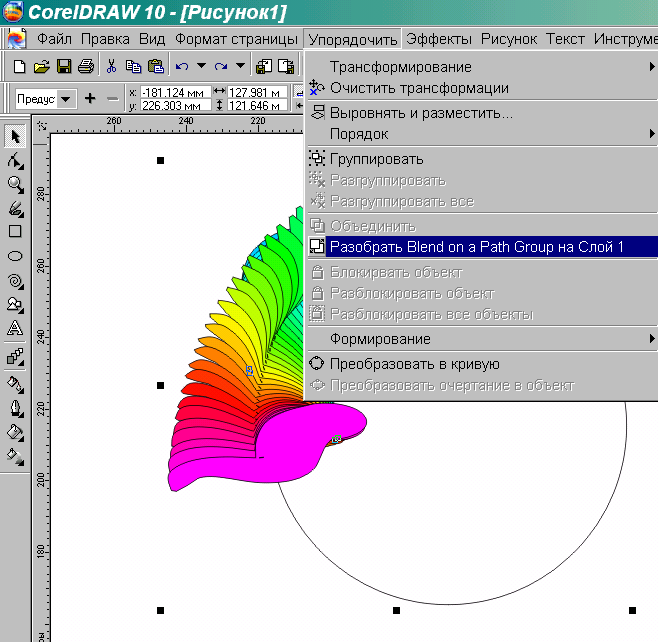 CorelDRAW 10 - [Рисунок1]
Файл Правка Вид Формат страницы Упорядочить Эффекты Рисунок Текст
Трансформирование
Очистить трансформации
Выровнять и разместить...
Порядок
Группировать
Разгруппировать
Разгруппировать все
Объединить
Разобрать Blend on a Path Group на Слой 1
Блокирвать объект
Разблокировать объект
Разблокировать все объекты
Формирование
Преобразовать в кривую
Преобразовать очертание в объект
Предус
x: -181.124 мм
y: 226.303 мм
127.981 м
121.646 м
260 240 220
280
260
240
220
200
180